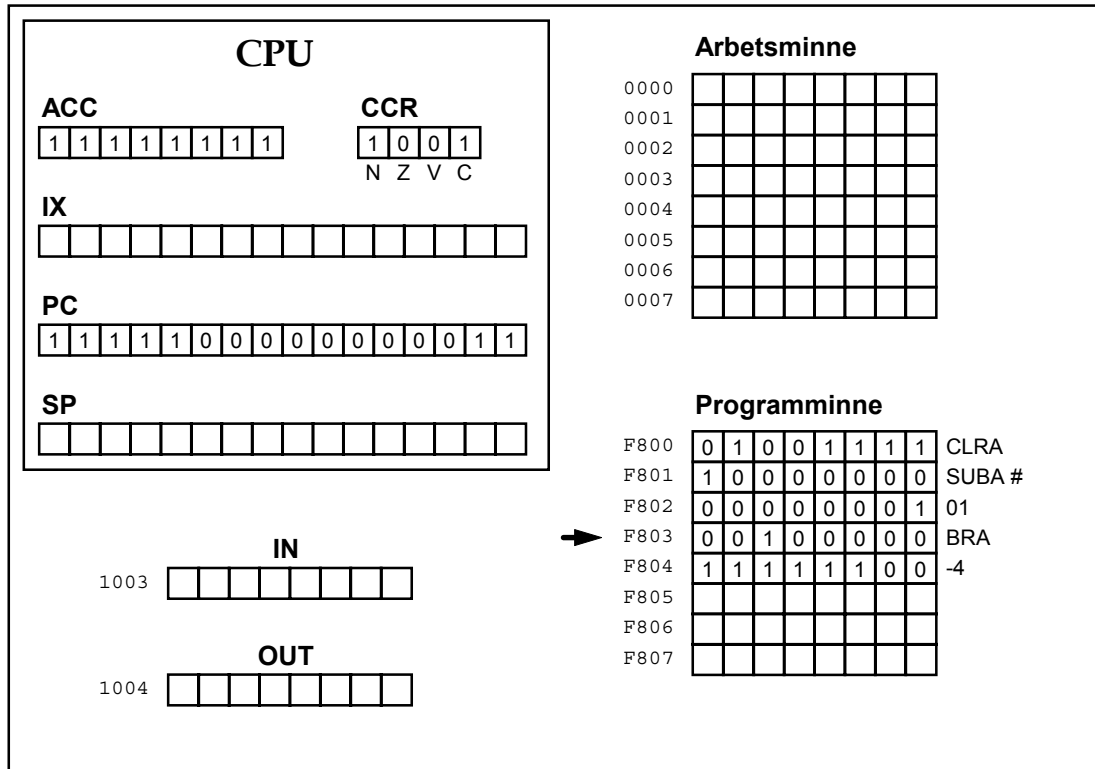 CPU
ACC
1 1 1 1 1 1 1 1
CCR
1 0 0 1
N Z V C
IX
PC
1 1 1 1 1 0 0 0 0 0 0 0 0 0 1 1
SP
IN
1003
OUT
1004
Arbetsminne
0000
0001
0002
0003
0004
0005
0006
0007
Programminne
F800 0 1 0 0 1 1 1 1 CLRA
F801 1 0 0 0 0 0 0 0 SUBA #
F802 0 0 0 0 0 0 0 1 01
F803 0 0 1 0 0 0 0 0 BRA
F804 1 1 1 1 1 1 0 0 -4
F805
F806
F807